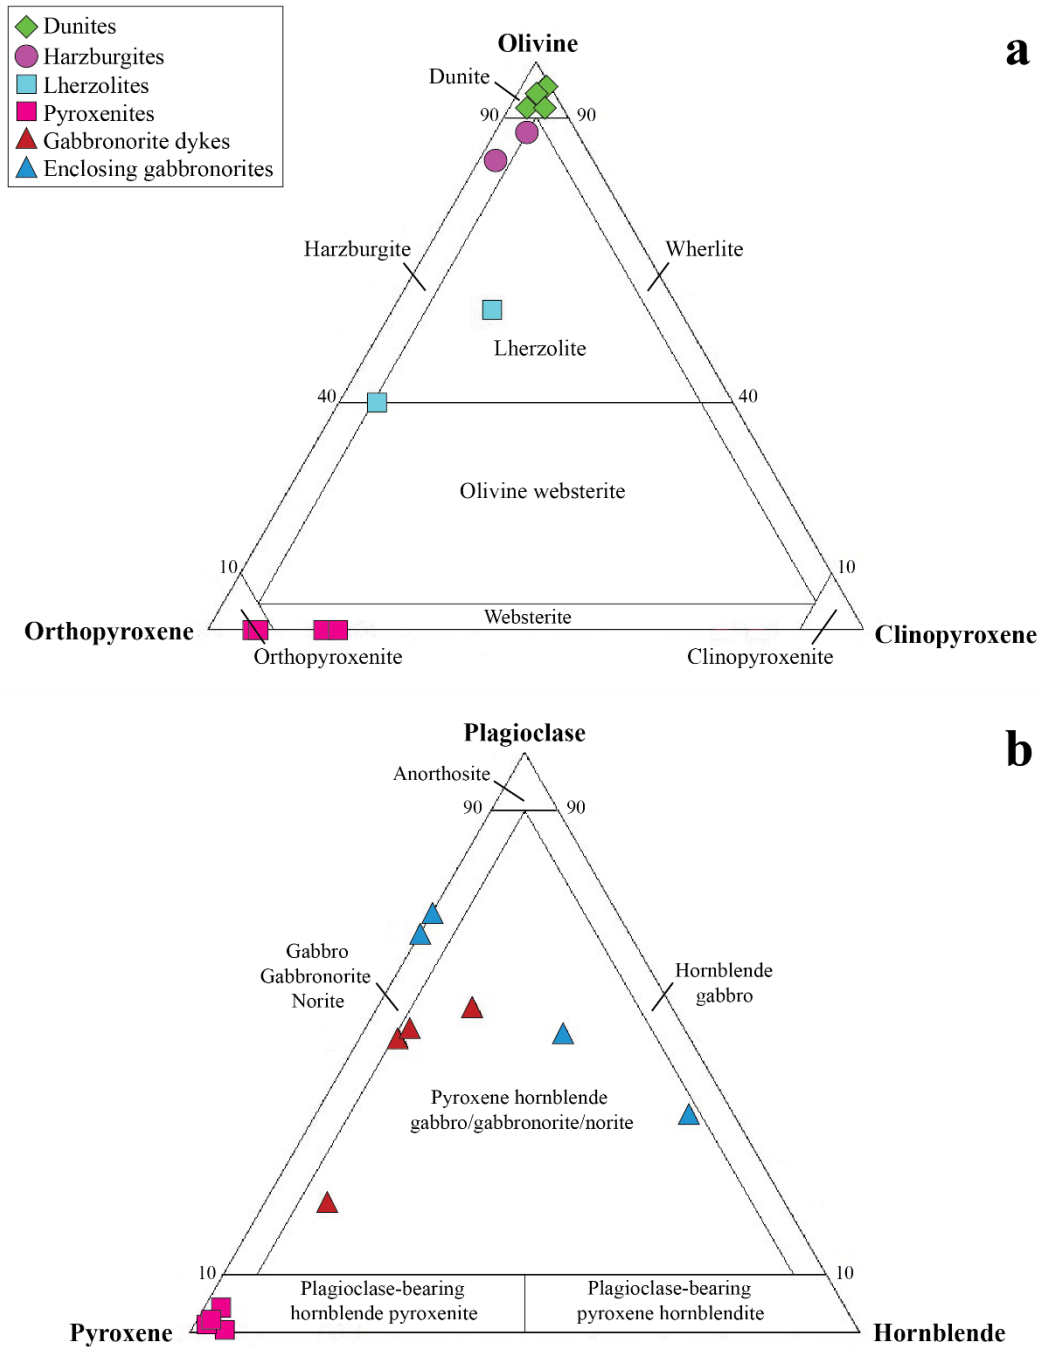 Dunites
Harzburgites
Lherzolites
Pyroxenites
Gabbronorite dykes
Enclosing gabbronorites
a
Olivine
Dunite
90
90
Harzburgite
Wherlite
Lherzolite
40
40
Olivine websterite
10
10
Websterite
Orthopyroxene
Clinopyroxene
Orthopyroxenite
Clinopyroxenite
b
Plagioclase
Anorthosite
90
90
Gabbro
Gabbronorite
Norite
Hornblende
gabbro
Pyroxene hornblende
gabbro/gabbronorite/norite
10
10
Plagioclase-bearing
hornblende pyroxenite
Plagioclase-bearing
pyroxene hornblendite
Pyroxene
Hornblende